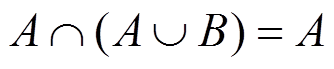 A ∩ (A ∪ B) = A